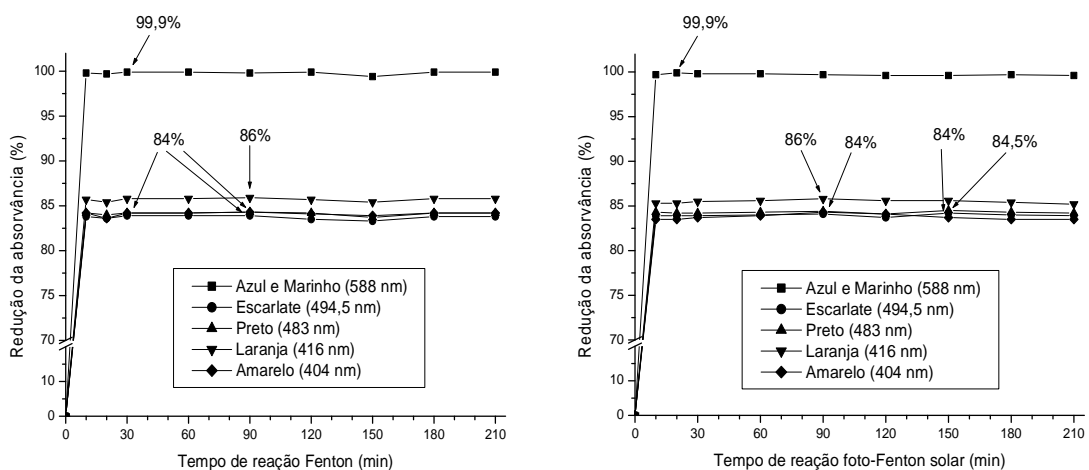 99,9%
84%
86%
100
95
90
85
80
75
70
10
0
Redução da absorvância (%)
Azul e Marinho (588 nm)
Escarlate (494,5 nm)
Preto (483 nm)
Laranja (416 nm)
Amarelo (404 nm)
0 30 60 90 120 150 180 210
Tempo de reação Fenton (min)
99,9%
86%
84%
84%
84,5%
100
95
90
85
80
75
70
10
0
Redução da absorvância (%)
Azul e Marinho (588 nm)
Escarlate (494,5 nm)
Preto (483 nm)
Laranja (416 nm)
Amarelo (404 nm)
0 30 60 90 120 150 180 210
Tempo de reação foto-Fenton solar (min)